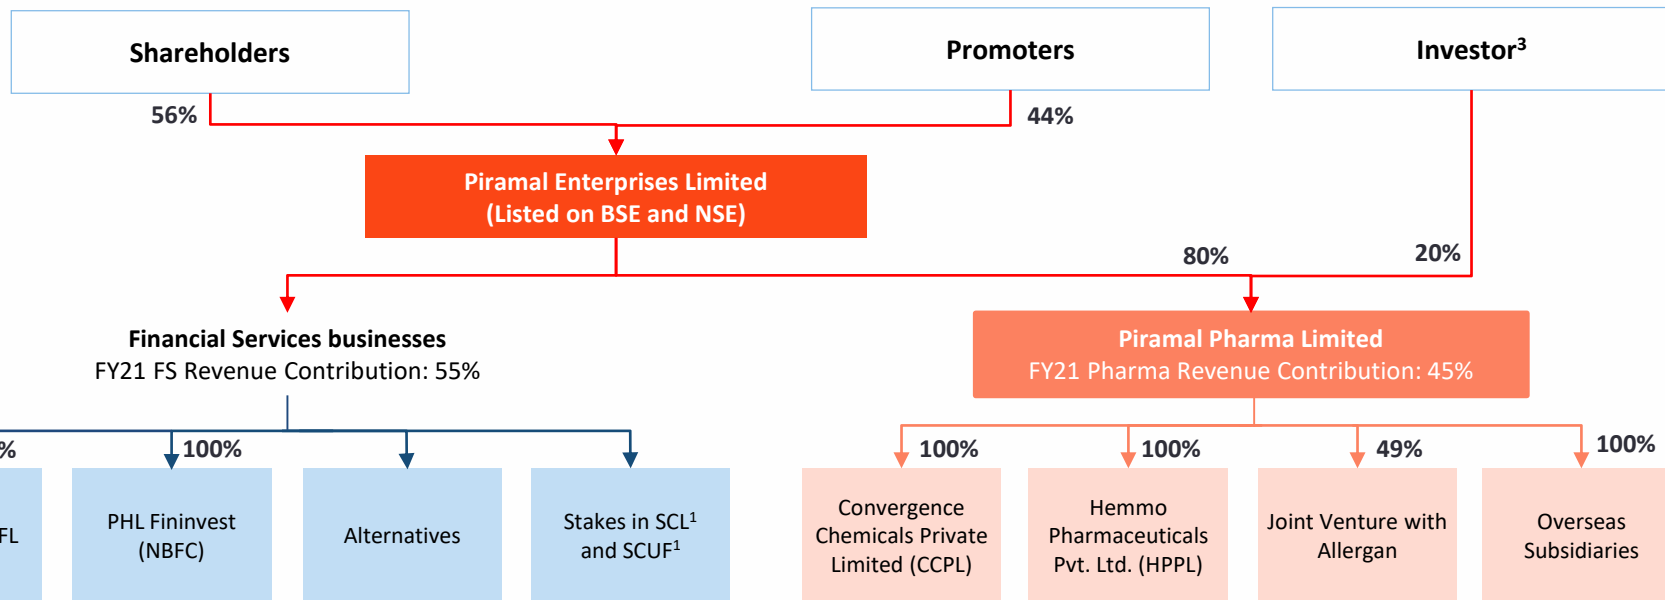 Shareholders
Promoters
Investor3
56%
44%
Piramal Enterprises Limited
(Listed on BSE and NSE)
80%
20%
Financial Services businesses
FY21 FS Revenue Contribution: 55%
Piramal Pharma Limited
FY21 Pharma Revenue Contribution: 45%
%
100%
100%
100%
49%
100%
FL
PHL Fininvest
(NBFC)
Alternatives
Stakes in SCL1
and SCUF1
Convergence
Chemicals Private
Limited (CCPL)
Hemmo
Pharmaceuticals
Pvt. Ltd. (HPPL)
Joint Venture with
Allergan
Overseas
Subsidiaries